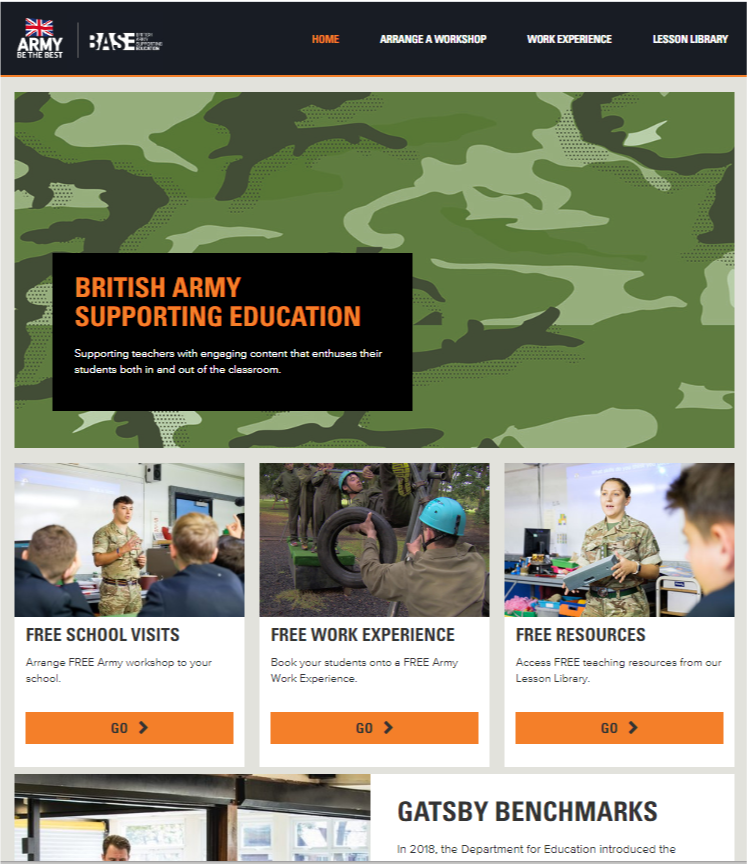 ARMY
BE THE BEST
BASE
BRITISH
ARMY
SUPPORTING
EDUCATION
HOME
ARRANGE A WORKSHOP
WORK EXPERIENCE
LESSON LIBRARY
BRITISH ARMY
SUPPORTING EDUCATION
Supporting teachers with engaging content that enthuses their
students both in and out of the classroom.
FREE SCHOOL VISITS
Arrange FREE Army workshop to your
school.
GO
FREE WORK EXPERIENCE
Book your students onto a FREE Army
Work Experience.
GO
FREE RESOURCES
Access FREE teaching resources from our
Lesson Library.
GO
GATSBY BENCHMARKS
In 2018, the Department for Education introduced the